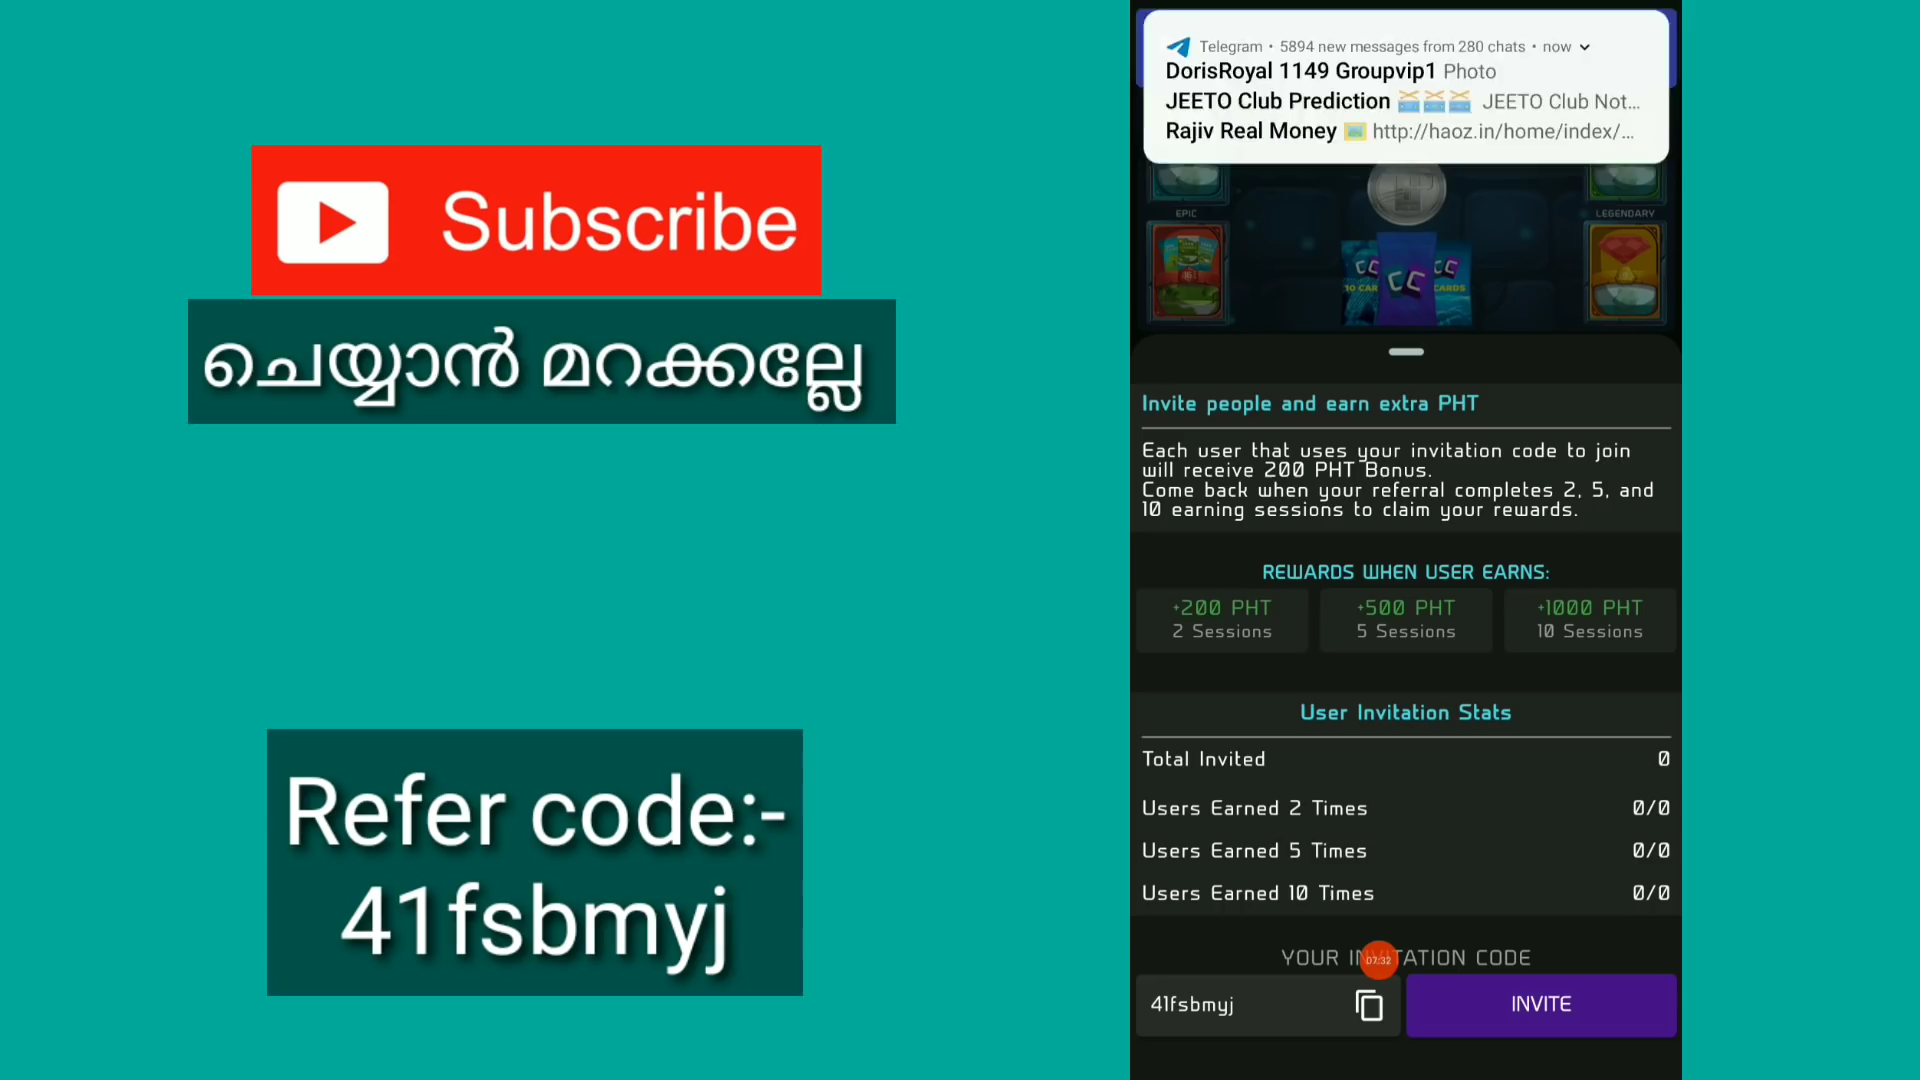 Subscribe
ചെയ്യാൻ മറക്കല്ലേ
Refer code:-
41fsbmyj
Telegram • 5894 new messages from 280 chats • now
DorisRoyal 1149 Groupvip1 Photo
JEETO Club Prediction JEETO Club Not...
Rajiv Real Money http://haoz.in/home/index/...
EPIC
LEGENDARY
CC
10 CAR
CARDS
Invite people and earn extra PHT
Each user that uses your invitation code to join
will receive 200 PHT Bonus.
Come back when your referral completes 2, 5, and
10 earning sessions to claim your rewards.
REWARDS WHEN USER EARNS:
+200 PHT
2 Sessions
+500 PHT
5 Sessions
+1000 PHT
10 Sessions
User Invitation Stats
Total Invited 0
Users Earned 2 Times 0/0
Users Earned 5 Times 0/0
Users Earned 10 Times 0/0
YOUR INVITATION CODE
07:32
41fsbmyj
INVITE